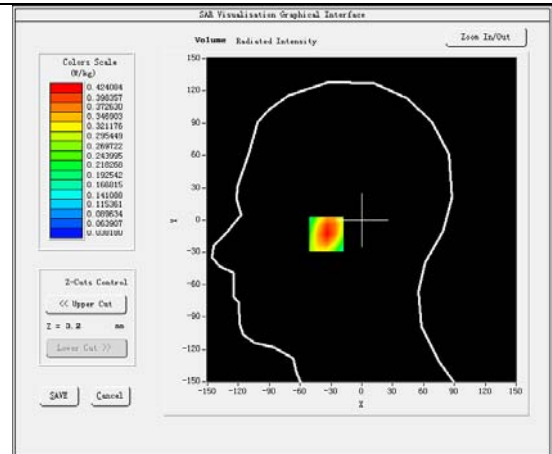 SAR Visualisation Graphical Interface
Volume Radiated Intensity
Zoom In/Out
Colors Scale
(W/kg)
0.424084
0.398357
0.372630
0.346903
0.321176
0.295449
0.269722
0.243995
0.218268
0.192542
0.166815
0.141088
0.115361
0.089634
0.063907
0.038180
Z-Cuts Control
<< Upper Cut
Z = 3.2 mm
Lower Cut >>
SAVE Cancel
150
120
90
60
30
0
-30
-60
-90
-120
-150
Y
-150 -120 -90 -60 -30 0 30 60 90 120 150
X